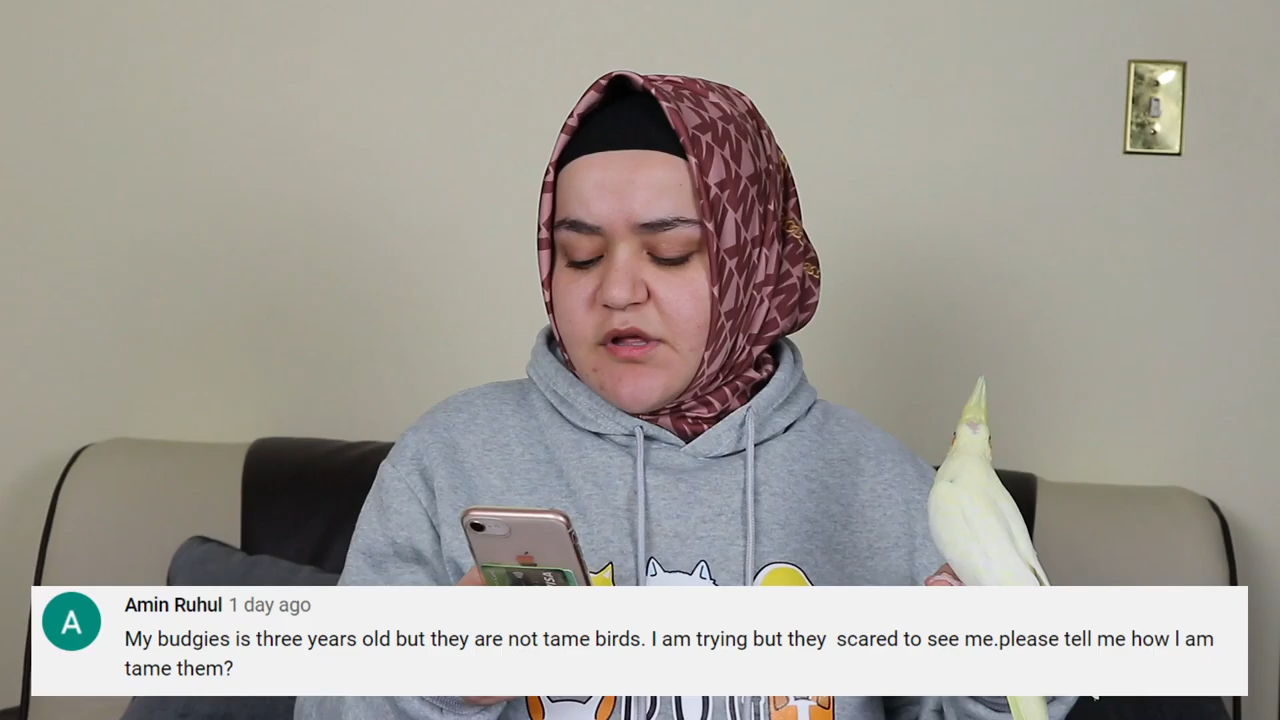 VISA
A
Amin Ruhul 1 day ago
My budgies is three years old but they are not tame birds. I am trying but they  scared to see me.please tell me how I am
tame them?